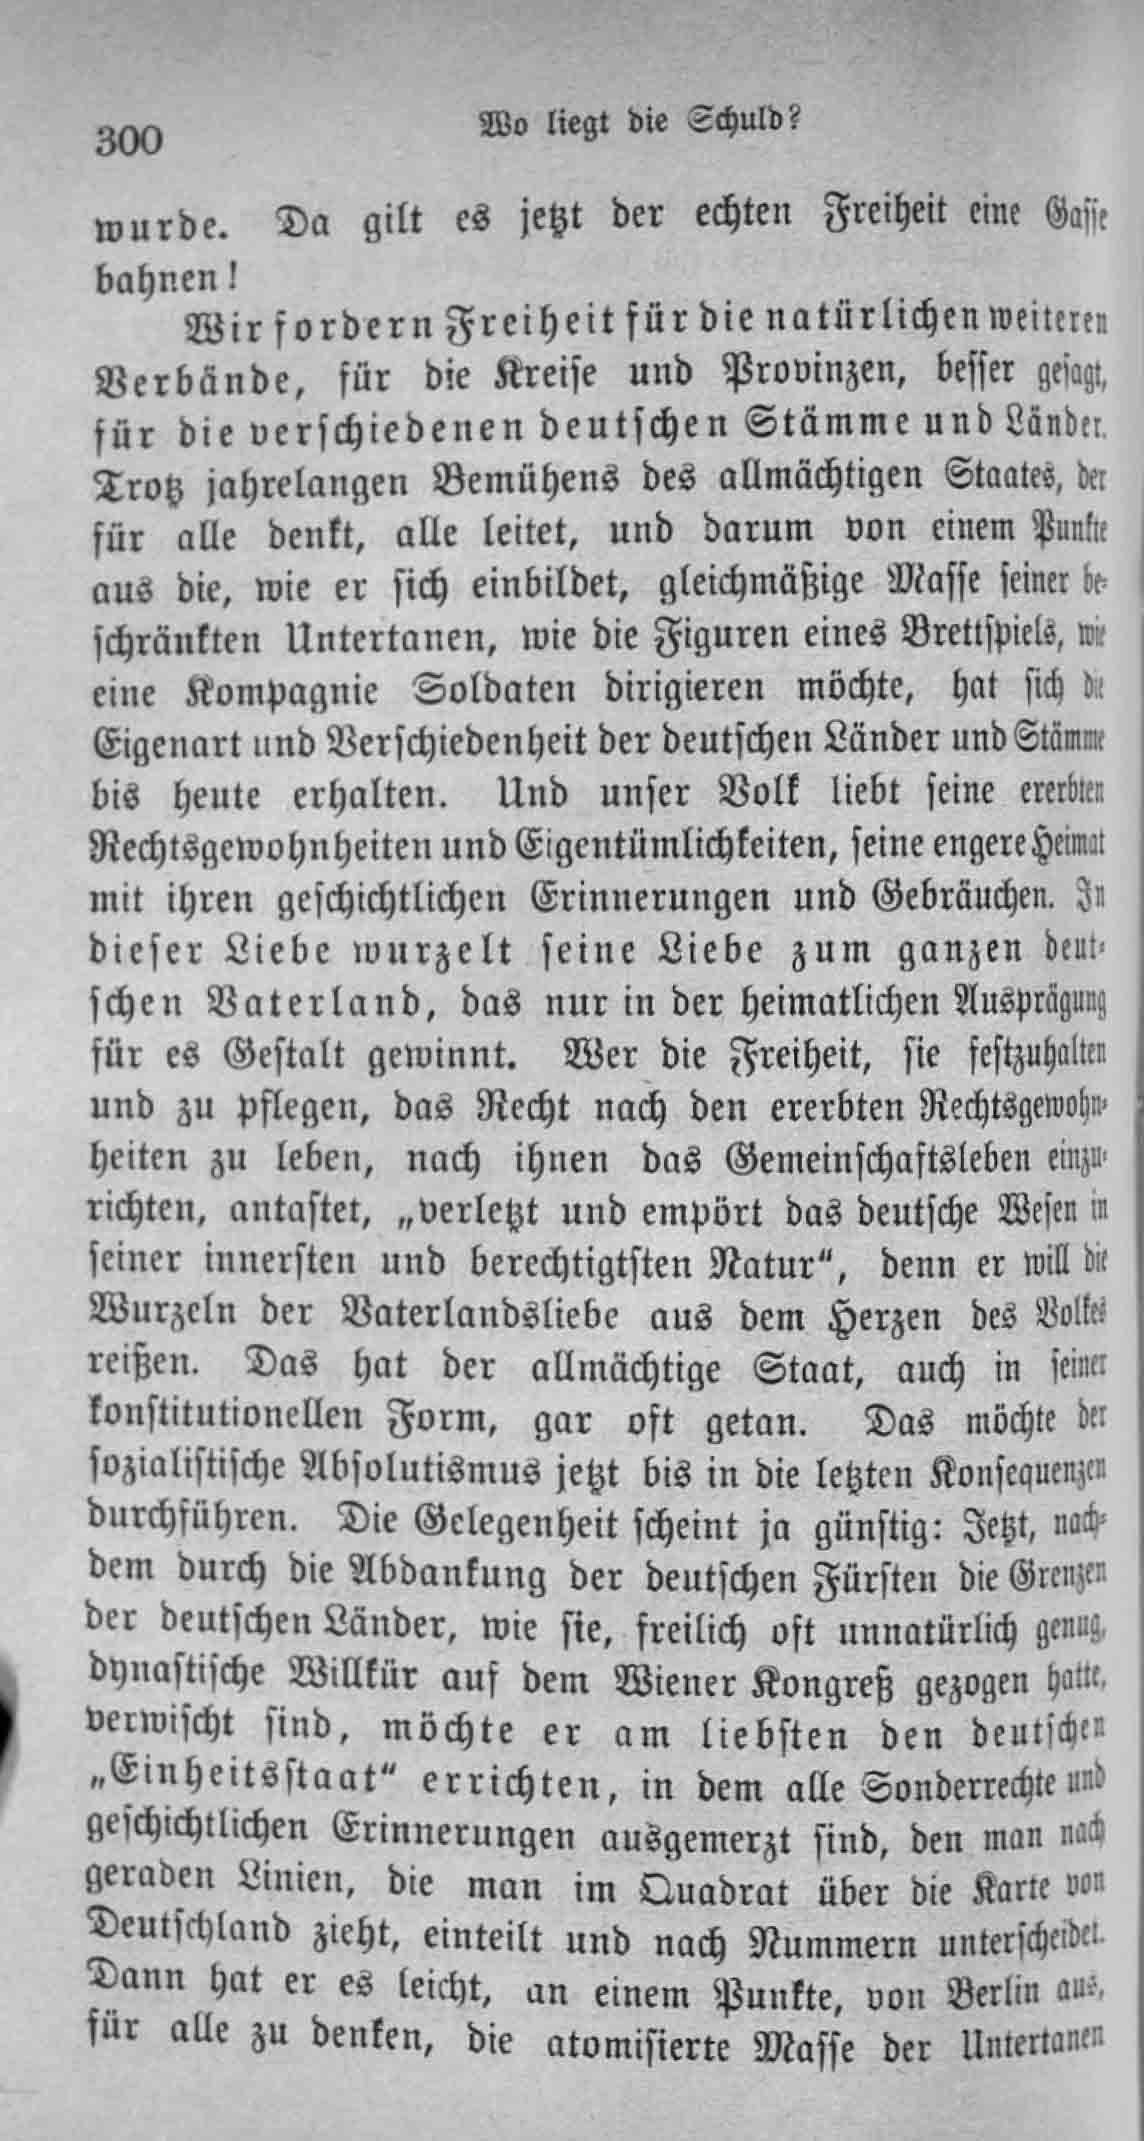 300
Wo liegt die Schuld?
wurde. Da gilt es jetzt der echten Freiheit eine Gasse
bahnen!
Wir fordern Freiheit für die natürlichen weiteren
Verbände, für die Kreise und Provinzen, besser gesagt,
für die verschiedenen deutschen Stämme und Länder.
Trotz jahrelangen Bemühens des allmächtigen Staates, der
für alle denkt, alle leitet, und darum von einem Punkte
aus die, wie er sich einbildet, gleichmäßige Masse seiner be-
schränkten Untertanen, wie die Figuren eines Brettspiels, wie
eine Kompagnie Soldaten dirigieren möchte, hat sich die
Eigenart und Verschiedenheit der deutschen Länder und Stämme
bis heute erhalten. Und unser Volk liebt seine ererbten
Rechtsgewohnheiten und Eigentümlichkeiten, seine engere Heimat
mit ihren geschichtlichen Erinnerungen und Gebräuchen. In
dieser Liebe wurzelt seine Liebe zum ganzen deut-
schen Vaterland, das nur in der heimatlichen Ausprägung
für es Gestalt gewinnt. Wer die Freiheit, sie festzuhalten
und zu pflegen, das Recht nach den ererbten Rechtsgewohn-
heiten zu leben, nach ihnen das Gemeinschaftsleben einzu-
richten, antastet, „verletzt und empört das deutsche Wesen in
seiner innersten und berechtigtsten Natur“, denn er will die
Wurzeln der Vaterlandsliebe aus dem Herzen des Volkes
reißen. Das hat der allmächtige Staat, auch in seiner
konstitutionellen Form, gar oft getan. Das möchte der
sozialistische Absolutismus jetzt bis in die letzten Konsequenzen
durchführen. Die Gelegenheit scheint ja günstig: Jetzt, nach-
dem durch die Abdankung der deutschen Fürsten die Grenzen
der deutschen Länder, wie sie, freilich oft unnatürlich genug,
dynastische Willkür auf dem Wiener Kongreß gezogen hatte,
verwischt sind, möchte er am liebsten den deutschen
„Einheitsstaat“ errichten, in dem alle Sonderrechte und
geschichtlichen Erinnerungen ausgemerzt sind, den man nach
geraden Linien, die man im Quadrat über die Karte von
Deutschland zieht, einteilt und nach Nummern unterscheidet.
Dann hat er es leicht, an einem Punkte, von Berlin aus,
für alle zu denken, die atomisierte Masse der Untertanen